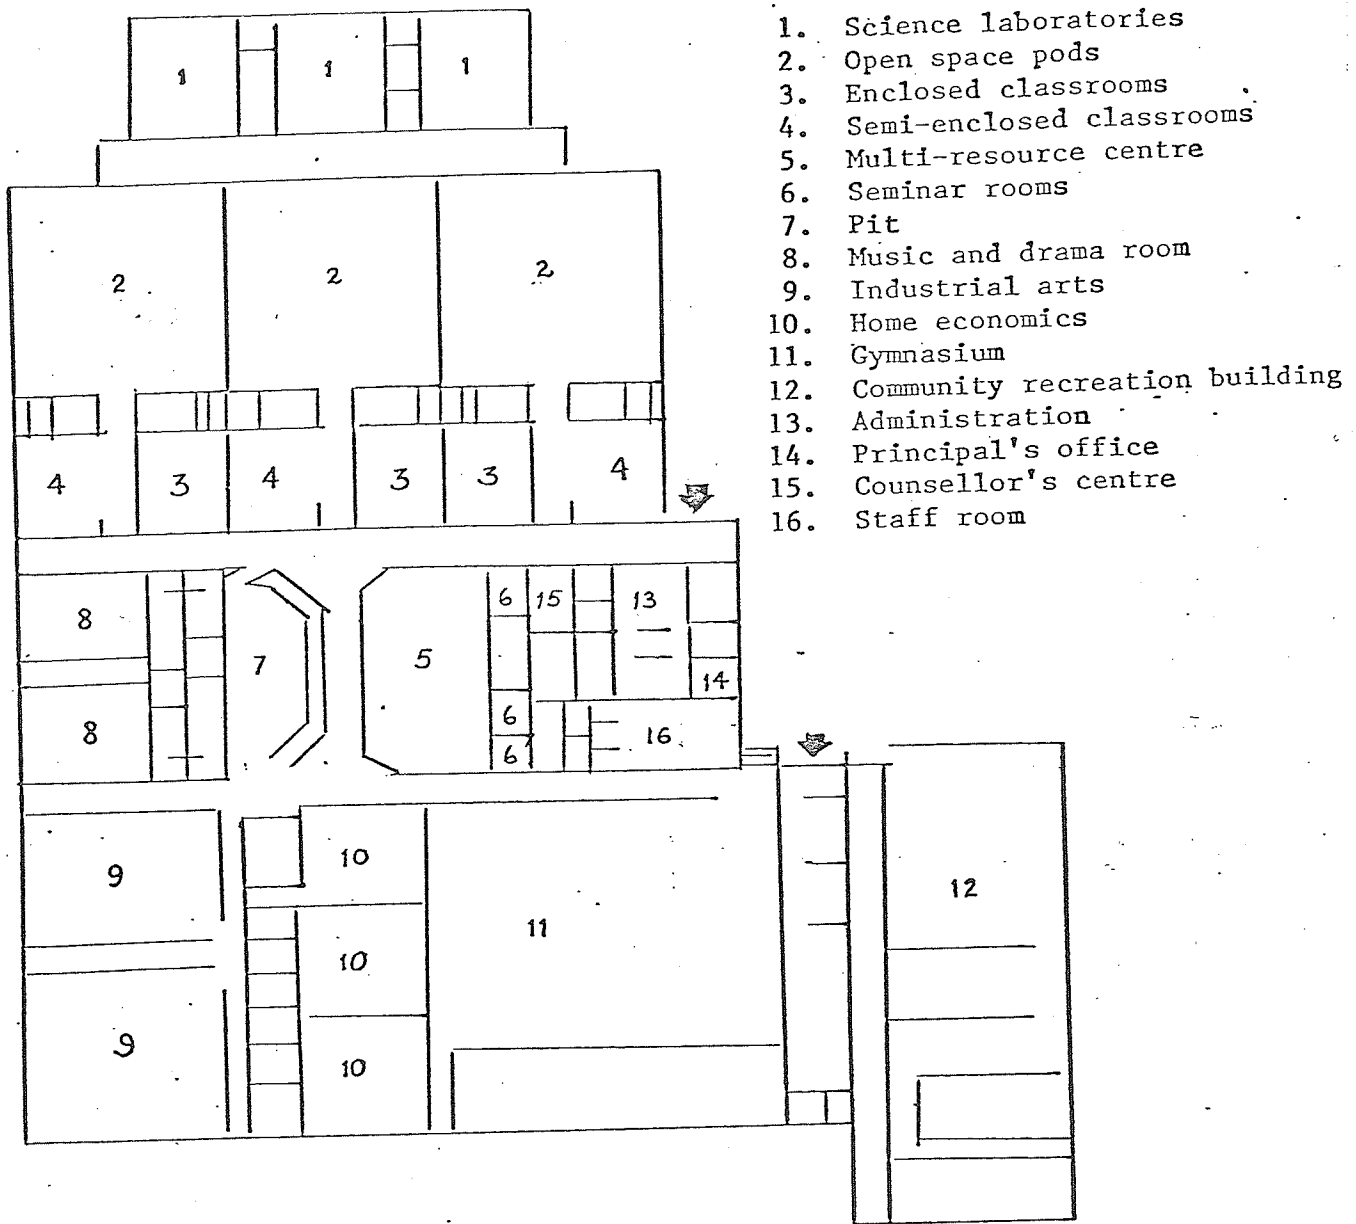 1. Science laboratories
2. Open space pods
3. Enclosed classrooms
4. Semi-enclosed classrooms
5. Multi-resource centre
6. Seminar rooms
7. Pit
8. Music and drama room
9. Industrial arts
10. Home economics
11. Gymnasium
12. Community recreation building
13. Administration
14. Principal's office
15. Counsellor's centre
16. Staff room
1 1 1
2 2 2
4 3 4 3 3 4
8 7 5 6 15 13
14
8 6 16
6
9 10 12
10 11
9 10